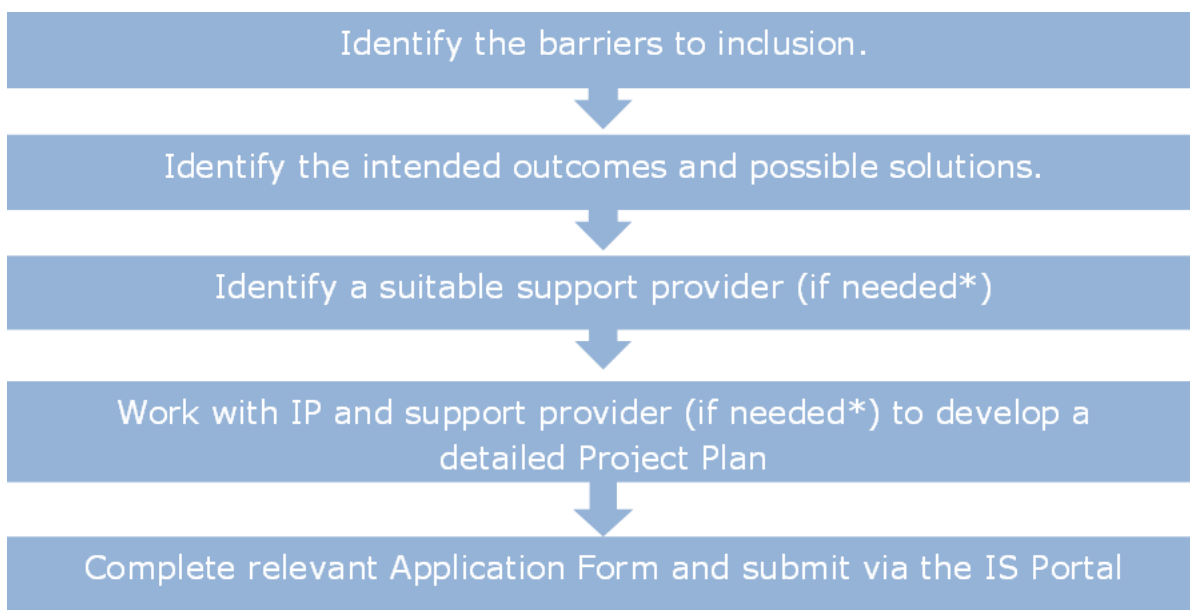 Identify the barriers to inclusion.
Identify the intended outcomes and possible solutions.
Identify a suitable support provider (if needed*)
Work with IP and support provider (if needed*) to develop a
detailed Project Plan
Complete relevant Application Form and submit via the IS Portal